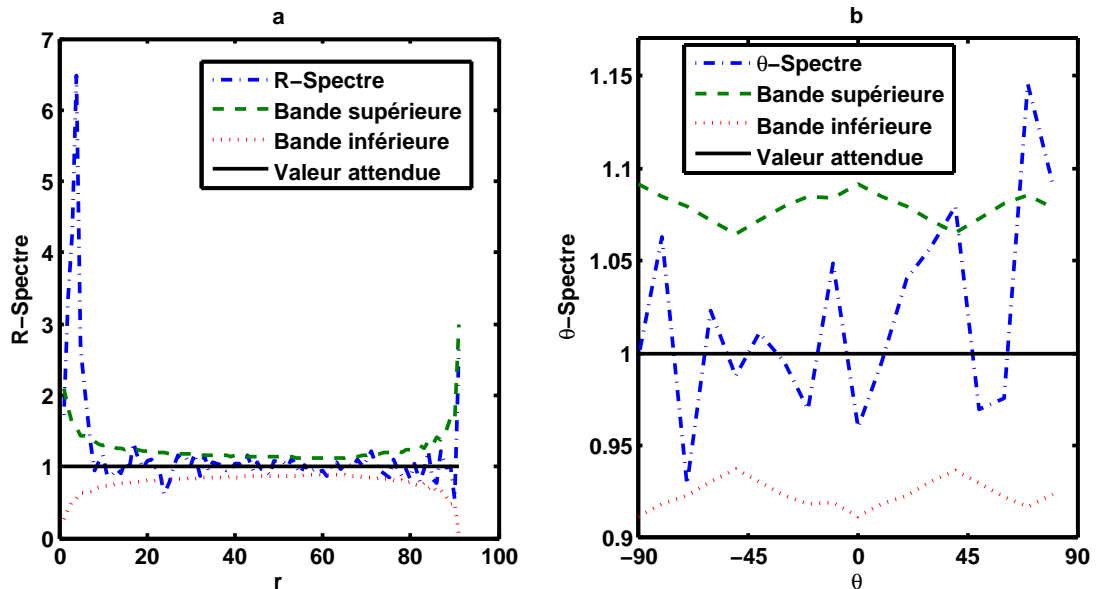 a
7
6
5
4
3
2
1
0
0
20
40
60
80
100
R−Spectre
r
R−Spectre
Bande supérieure
Bande inférieure
Valeur attendue
b
1.15
1.1
1.05
1
0.95
0.9
−90
−45
0
45
90
θ−Spectre
θ
θ−Spectre
Bande supérieure
Bande inférieure
Valeur attendue